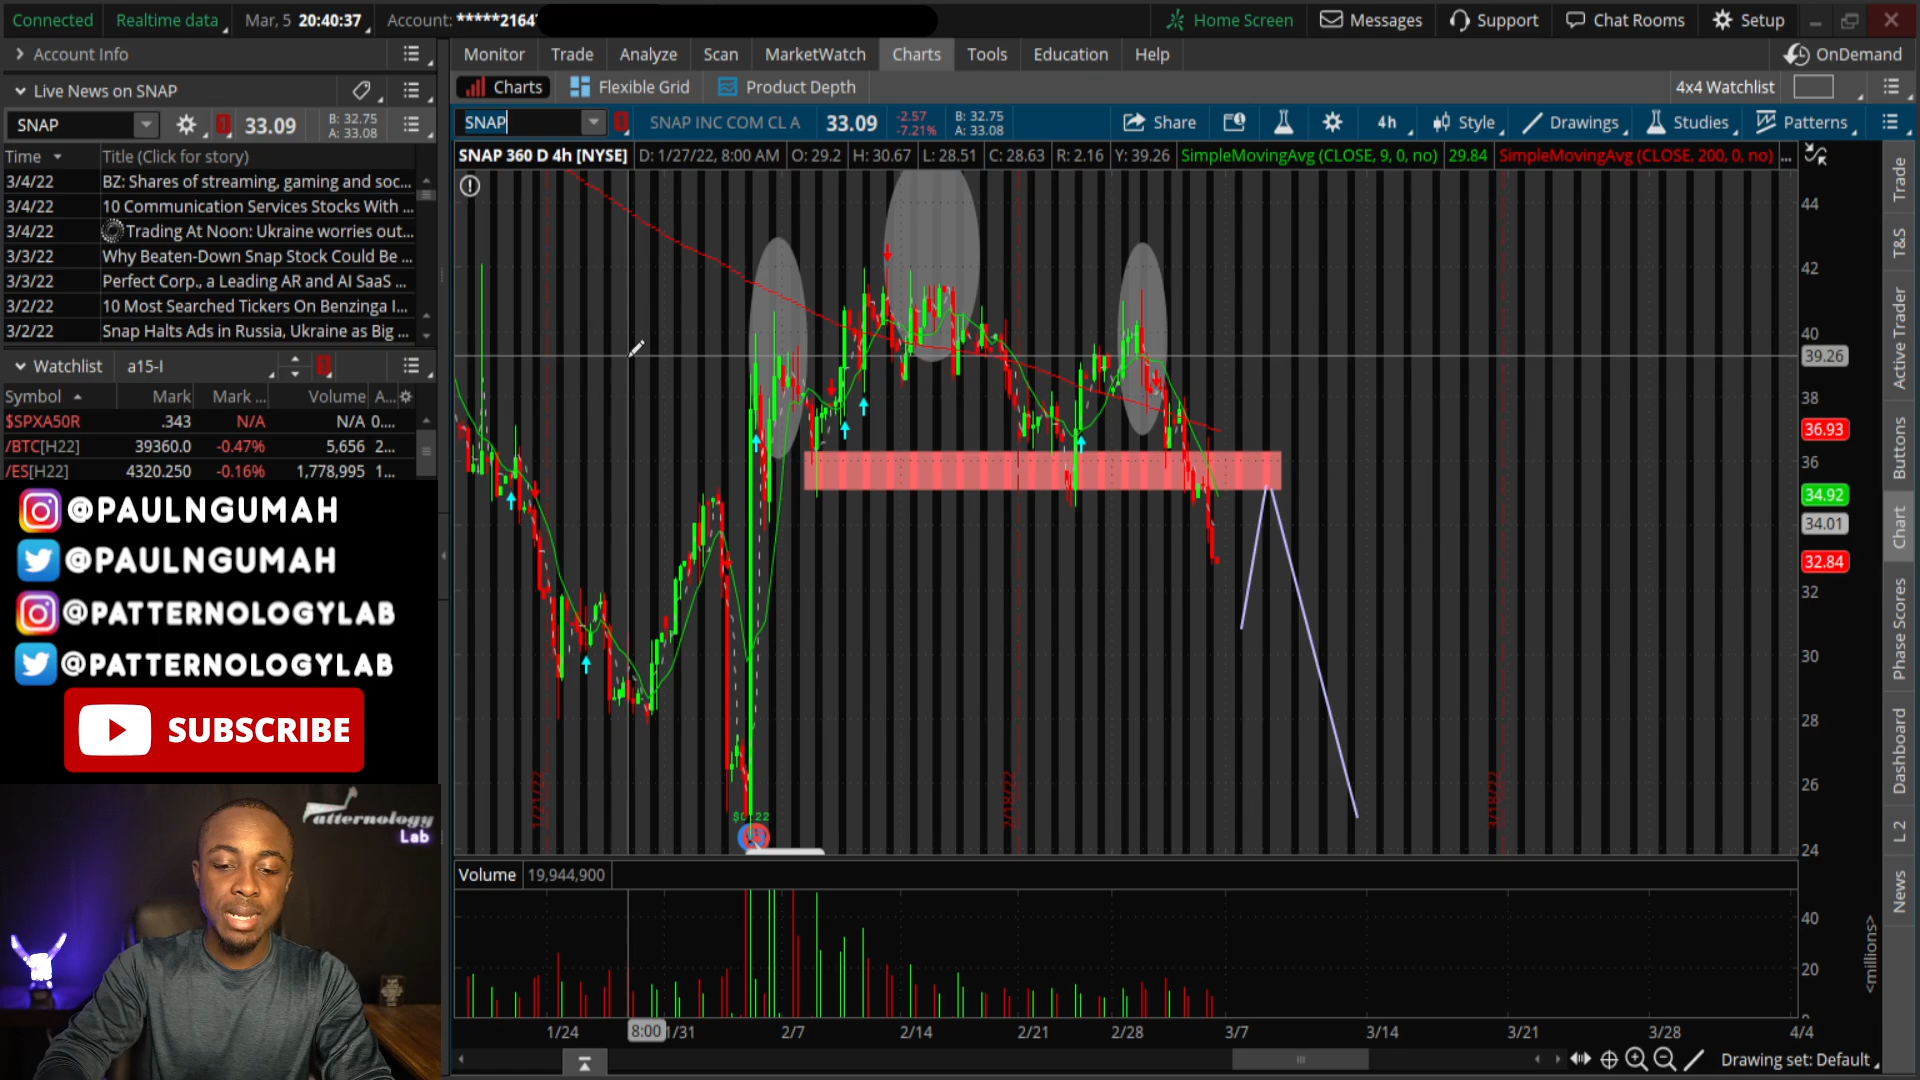 Connected Realtime data Mar, 5 20:40:37 Account: *****2164
Home Screen Messages Support Chat Rooms Setup
Account Info
Monitor Trade Analyze Scan MarketWatch Charts Tools Education Help OnDemand
Live News on SNAP
Charts Flexible Grid Product Depth 4x4 Watchlist
SNAP 33.09 B: 32.75 A: 33.08
SNAP SNAP INC COM CL A 33.09 -2.57 -7.21% B: 32.75 A: 33.08 Share 4h Style Drawings Studies Patterns
Time Title (Click for story)
SNAP 360 D 4h [NYSE] D: 1/27/22, 8:00 AM O: 29.2 H: 30.67 L: 28.51 C: 28.63 R: 2.16 Y: 39.26 SimpleMovingAvg (CLOSE, 9, 0, no) 29.84 SimpleMovingAvg (CLOSE, 200, 0, no) ...
3/4/22 BZ: Shares of streaming, gaming and soc...
3/4/22 10 Communication Services Stocks With ...
3/4/22 Trading At Noon: Ukraine worries out...
3/3/22 Why Beaten-Down Snap Stock Could Be ...
3/3/22 Perfect Corp., a Leading AR and AI SaaS ...
3/2/22 10 Most Searched Tickers On Benzinga I...
3/2/22 Snap Halts Ads in Russia, Ukraine as Big ...
Watchlist a15-I
Symbol Mark Mark ... Volume A...
$SPXA50R .343 N/A N/A 0....
/BTC[H22] 39360.0 -0.47% 5,656 2...
/ES[H22] 4320.250 -0.16% 1,778,995 1...
@PAULNGUMAH
@PAULNGUMAH
@PATTERNOLOGYLAB
@PATTERNOLOGYLAB
SUBSCRIBE
Patternology
Lab
44
42
40
39.26
38
36.93
36
34.92
34.01
32.84
32
30
28
26
24
1/21/22
2/18/22
3/18/22
Volume 19,944,900
40
20
<millions>
1/24 8:00 1/31 2/7 2/14 2/21 2/28 3/7 3/14 3/21 3/28 4/4
Drawing set: Default
Trade
T&S
Active Trader
Buttons
Chart
Phase Scores
Dashboard
L 2
News